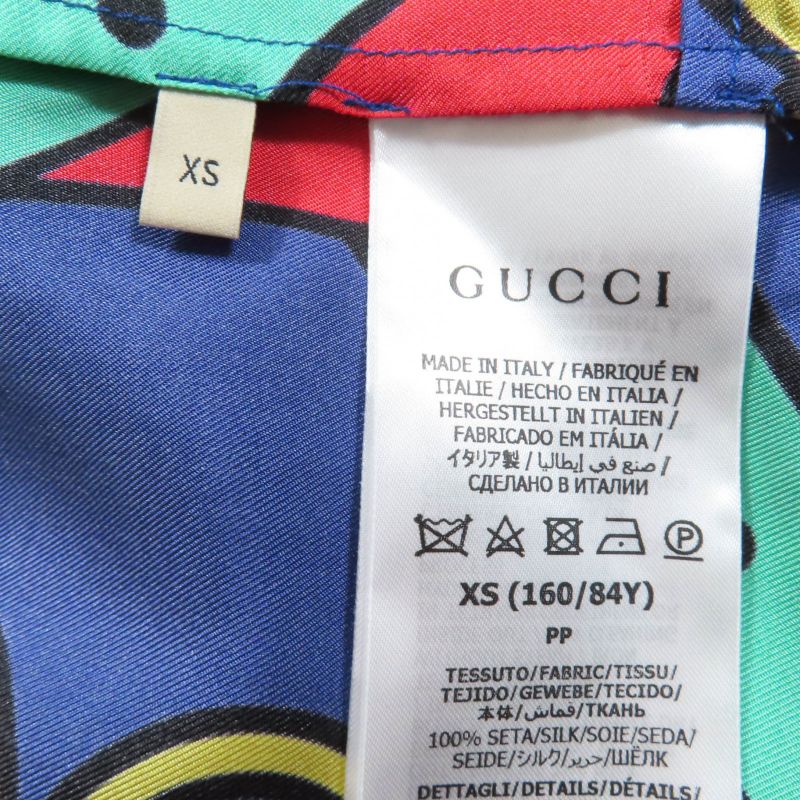 XS
GUCCI
MADE IN ITALY / FABRIQUÉ EN
ITALIE / HECHO EN ITALIA /
HERGESTELLT IN ITALIEN /
FABRICADO EM ITÁLIA /
イタリア製 / صنع في إيطاليا /
СДЕЛАНО В ИТАЛИИ
P
XS (160/84Y)
PP
TESSUTO/FABRIC/TISSU/
TEJIDO/GEWEBE/TECIDO/
本体/قماش/ТКАНЬ
100% SETA/SILK/SOIE/SEDA/
SEIDE/シルク/حرير/ШЁЛК
DETTAGLI/DETAILS/DÉTAILS/